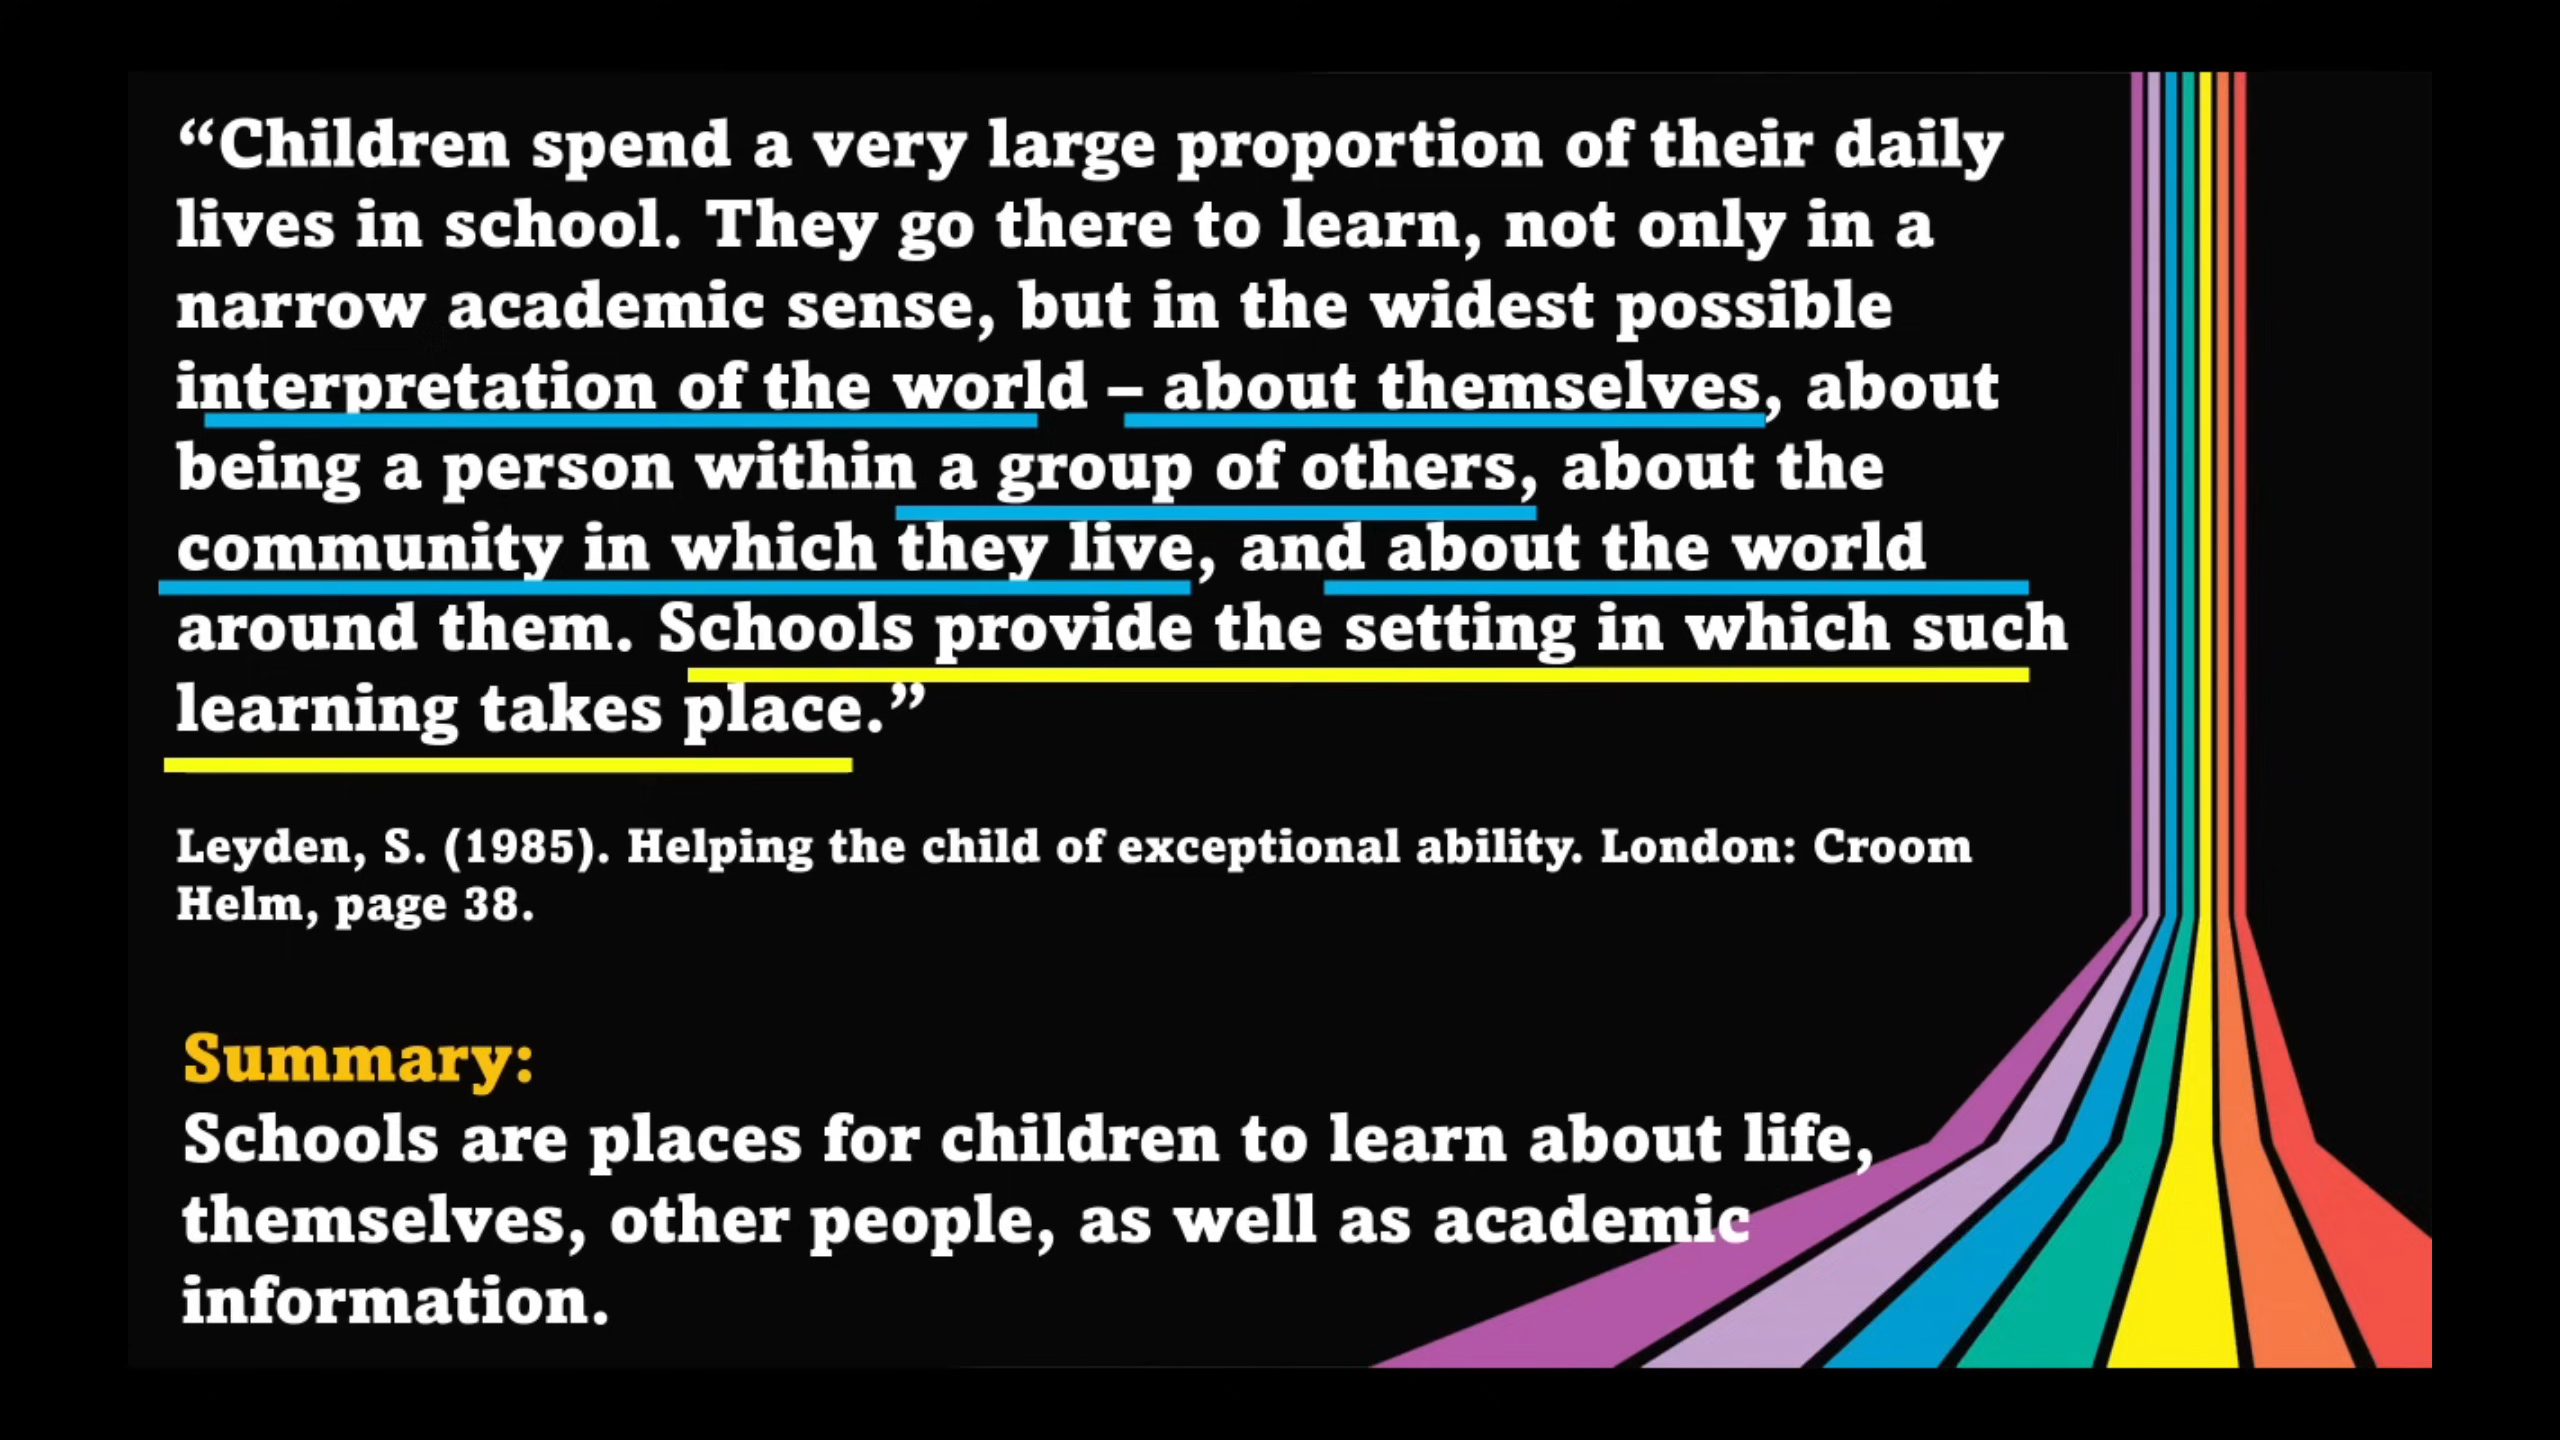 “Children spend a very large proportion of their daily
lives in school. They go there to learn, not only in a
narrow academic sense, but in the widest possible
interpretation of the world – about themselves, about
being a person within a group of others, about the
community in which they live, and about the world
around them. Schools provide the setting in which such
learning takes place.”
Leyden, S. (1985). Helping the child of exceptional ability. London: Croom
Helm, page 38.
Summary:
Schools are places for children to learn about life,
themselves, other people, as well as academic
information.